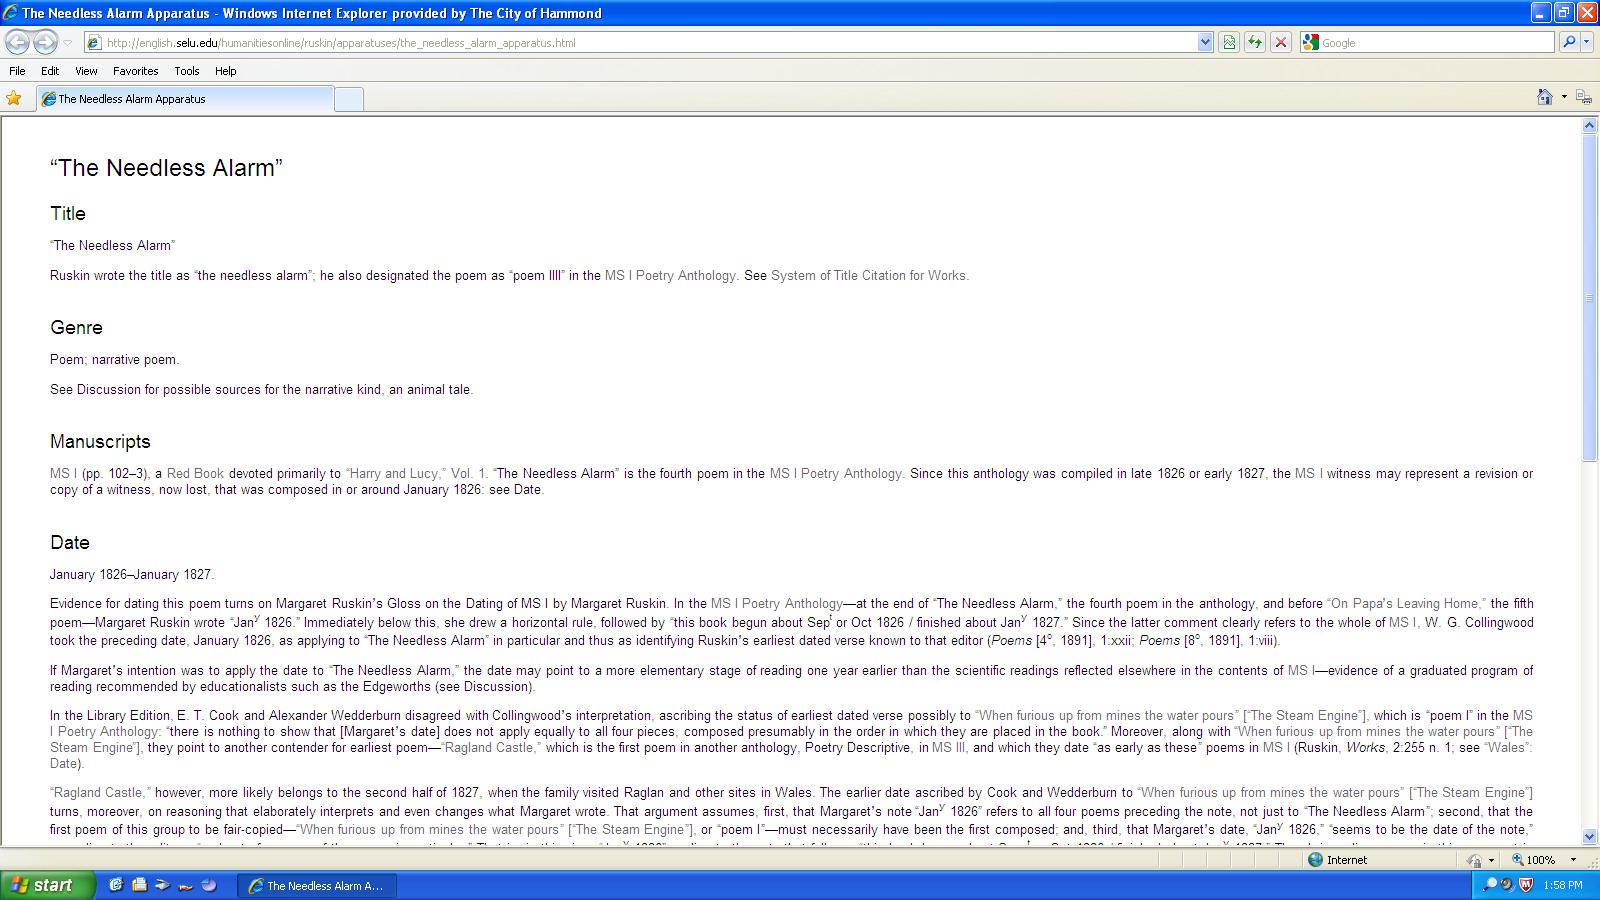 The Needless Alarm Apparatus - Windows Internet Explorer provided by The City of Hammond
http://english.selu.edu/humanitiesonline/ruskin/apparatuses/the_needless_alarm_apparatus.html
Google
File Edit View Favorites Tools Help
The Needless Alarm Apparatus
“The Needless Alarm”
Title
“The Needless Alarm”
Ruskin wrote the title as “the needless alarm”; he also designated the poem as “poem IIII” in the MS I Poetry Anthology. See System of Title Citation for Works.
Genre
Poem; narrative poem.
See Discussion for possible sources for the narrative kind, an animal tale.
Manuscripts
MS I (pp. 102–3), a Red Book devoted primarily to “Harry and Lucy,” Vol. 1. “The Needless Alarm” is the fourth poem in the MS I Poetry Anthology. Since this anthology was compiled in late 1826 or early 1827, the MS I witness may represent a revision or
copy of a witness, now lost, that was composed in or around January 1826: see Date.
Date
January 1826–January 1827.
Evidence for dating this poem turns on Margaret Ruskin’s Gloss on the Dating of MS I by Margaret Ruskin. In the MS I Poetry Anthology—at the end of “The Needless Alarm,” the fourth poem in the anthology, and before “On Papa’s Leaving Home,” the fifth
poem—Margaret Ruskin wrote “Jany 1826.” Immediately below this, she drew a horizontal rule, followed by “this book begun about Sept or Oct 1826 / finished about Jany 1827.” Since the latter comment clearly refers to the whole of MS I, W. G. Collingwood
took the preceding date, January 1826, as applying to “The Needless Alarm” in particular and thus as identifying Ruskin’s earliest dated verse known to that editor (Poems [4o, 1891], 1:xxii; Poems [8o, 1891], 1:viii).
If Margaret’s intention was to apply the date to “The Needless Alarm,” the date may point to a more elementary stage of reading one year earlier than the scientific readings reflected elsewhere in the contents of MS I—evidence of a graduated program of
reading recommended by educationalists such as the Edgeworths (see Discussion).
In the Library Edition, E. T. Cook and Alexander Wedderburn disagreed with Collingwood’s interpretation, ascribing the status of earliest dated verse possibly to “When furious up from mines the water pours” [“The Steam Engine”], which is “poem I” in the MS
I Poetry Anthology: “there is nothing to show that [Margaret’s date] does not apply equally to all four pieces, composed presumably in the order in which they are placed in the book.” Moreover, along with “When furious up from mines the water pours” [“The
Steam Engine”], they point to another contender for earliest poem—“Ragland Castle,” which is the first poem in another anthology, Poetry Descriptive, in MS III, and which they date “as early as these” poems in MS I (Ruskin, Works, 2:255 n. 1; see “Wales”:
Date).
“Ragland Castle,” however, more likely belongs to the second half of 1827, when the family visited Raglan and other sites in Wales. The earlier date ascribed by Cook and Wedderburn to “When furious up from mines the water pours” [“The Steam Engine”]
turns, moreover, on reasoning that elaborately interprets and even changes what Margaret wrote. That argument assumes, first, that Margaret’s note “Jany 1826” refers to all four poems preceding the note, not just to “The Needless Alarm”; second, that the
first poem of this group to be fair-copied—“When furious up from mines the water pours” [“The Steam Engine”], or “poem I”—must necessarily have been the first composed; and, third, that Margaret’s date, “Jany 1826,” “seems to be the date of the note,”
Internet 100%
start The Needless Alarm A... 1:58 PM